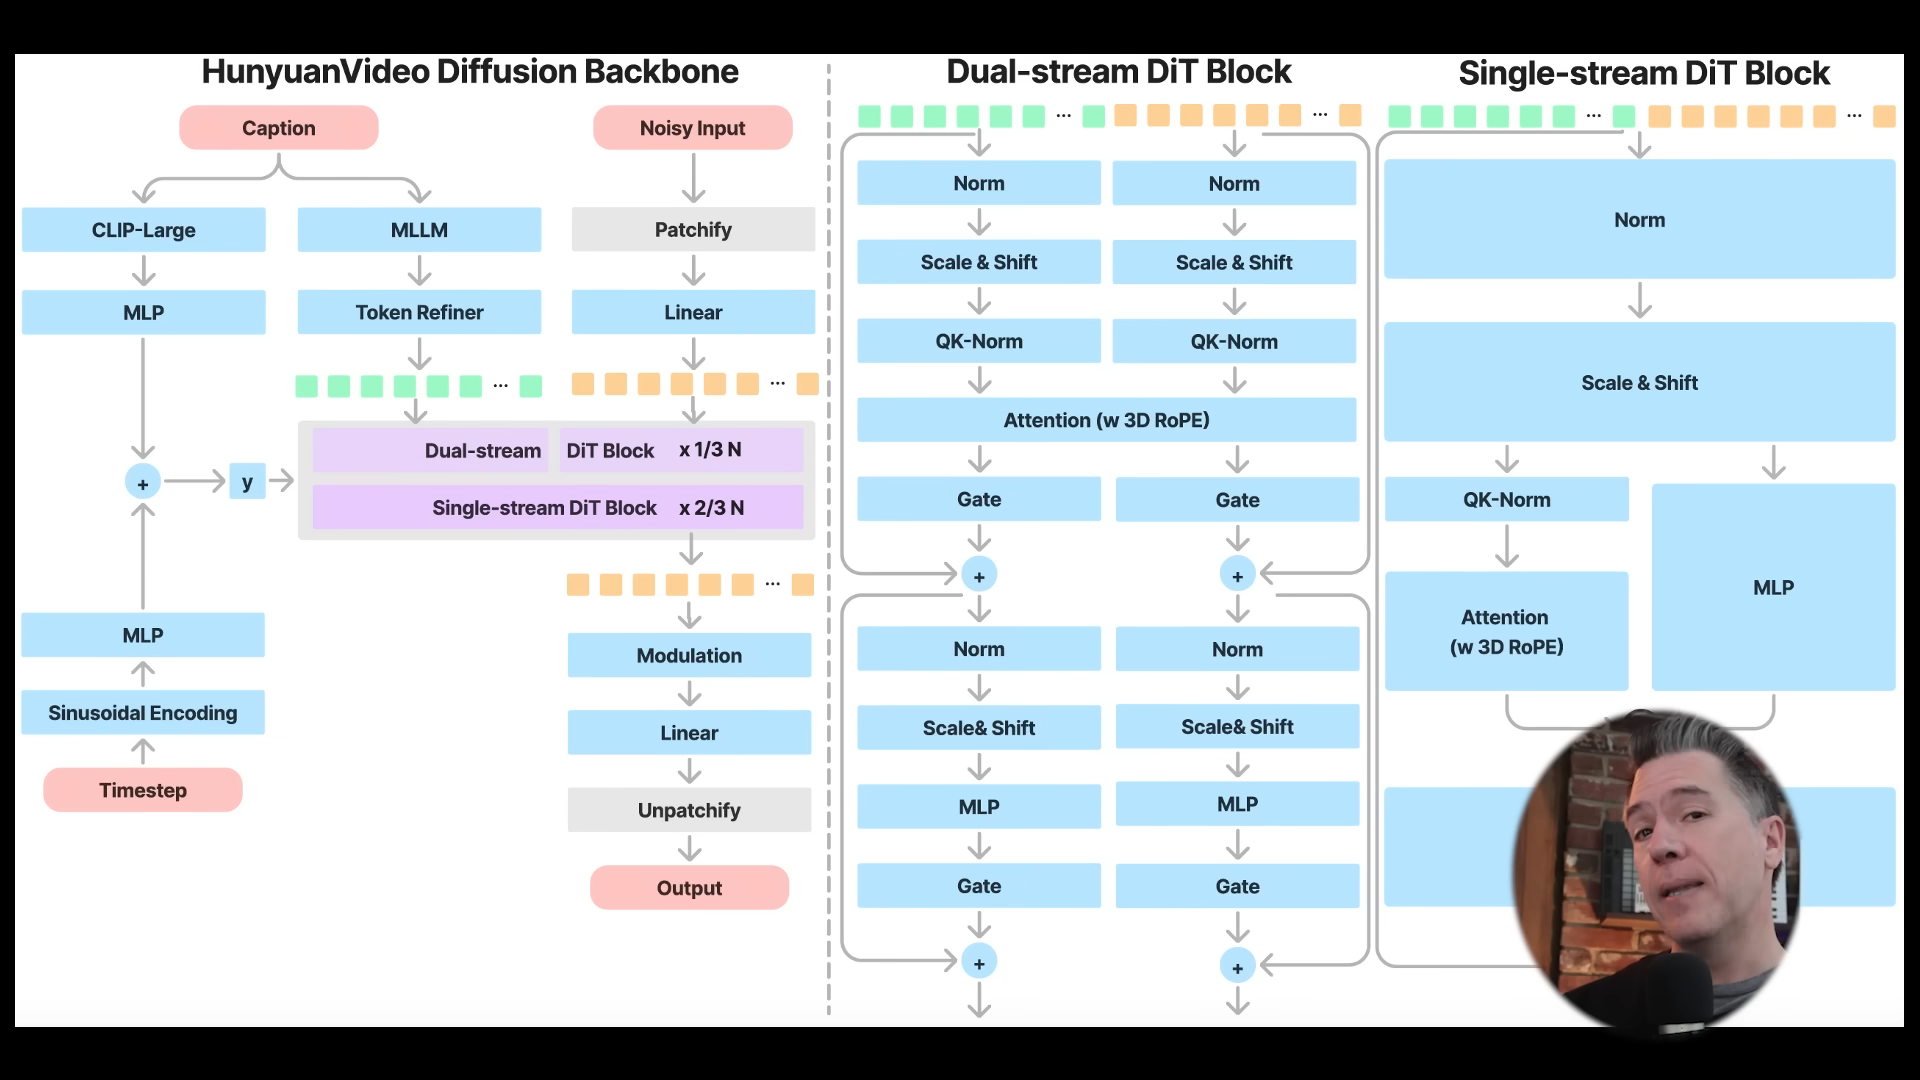 HunyuanVideo Diffusion Backbone
Caption
Noisy Input
CLIP-Large
MLLM
Patchify
MLP
Token Refiner
Linear
...
...
Dual-stream DiT Block x 1/3 N
+
y
Single-stream DiT Block x 2/3 N
...
MLP
Modulation
Sinusoidal Encoding
Linear
Timestep
Unpatchify
Output
Dual-stream DiT Block
...
...
Norm
Norm
Scale & Shift
Scale & Shift
QK-Norm
QK-Norm
Attention (w 3D RoPE)
Gate
Gate
+
+
Norm
Norm
Scale& Shift
Scale& Shift
MLP
MLP
Gate
Gate
+
+
Single-stream DiT Block
...
...
Norm
Scale & Shift
QK-Norm
MLP
Attention
(w 3D RoPE)